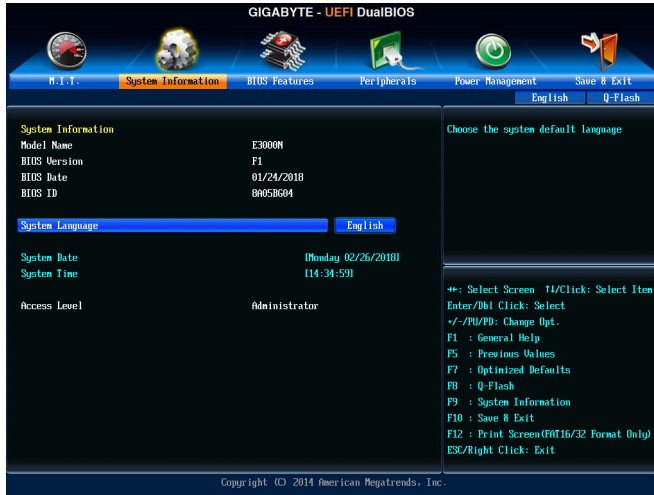 GIGABYTE - UEFI DualBIOS
M.I.T.
System Information
BIOS Features
Peripherals
Power Management
Save & Exit
English
Q-Flash
System Information
Model Name E3000N
BIOS Version F1
BIOS Date 01/24/2018
BIOS ID 8A05BG04
System Language English
System Date [Monday 02/26/2018]
System Time [14:34:59]
Access Level Administrator
Choose the system default language
→←: Select Screen ↑↓/Click: Select Item
Enter/Dbl Click: Select
+/-/PU/PD: Change Opt.
F1 : General Help
F5 : Previous Values
F7 : Optimized Defaults
F8 : Q-Flash
F9 : System Information
F10 : Save & Exit
F12 : Print Screen(FAT16/32 Format Only)
ESC/Right Click: Exit
Copyright (C) 2014 American Megatrends, Inc.